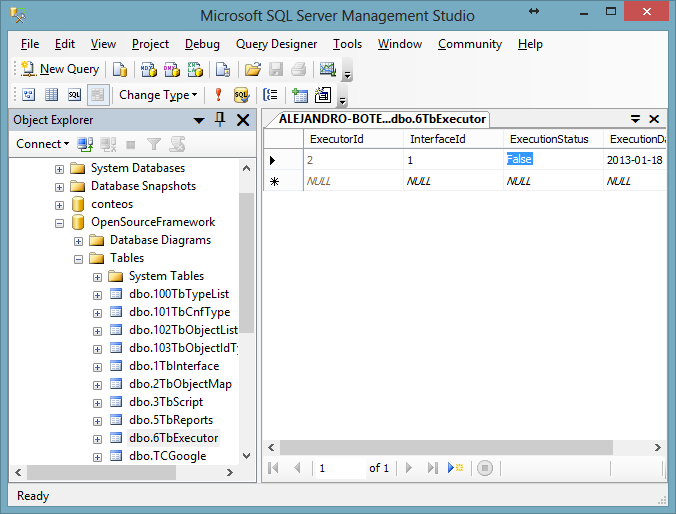 Microsoft SQL Server Management Studio
File Edit View Project Debug Query Designer Tools Window Community Help
New Query
Change Type
Object Explorer
Connect
System Databases
Database Snapshots
conteos
OpenSourceFramework
Database Diagrams
Tables
System Tables
dbo.100TbTypeList
dbo.101TbCnfType
dbo.102TbObjectList
dbo.103TbObjectIdTy
dbo.1TbInterface
dbo.2TbObjectMap
dbo.3TbScript
dbo.5TbReports
dbo.6TbExecutor
dbo.TCGoogle
ALEJANDRO-BOTE...dbo.6TbExecutor
ExecutorId InterfaceId ExecutionStatus ExecutionDa
2 1 False 2013-01-18
NULL NULL NULL NULL
1 of 1
Ready